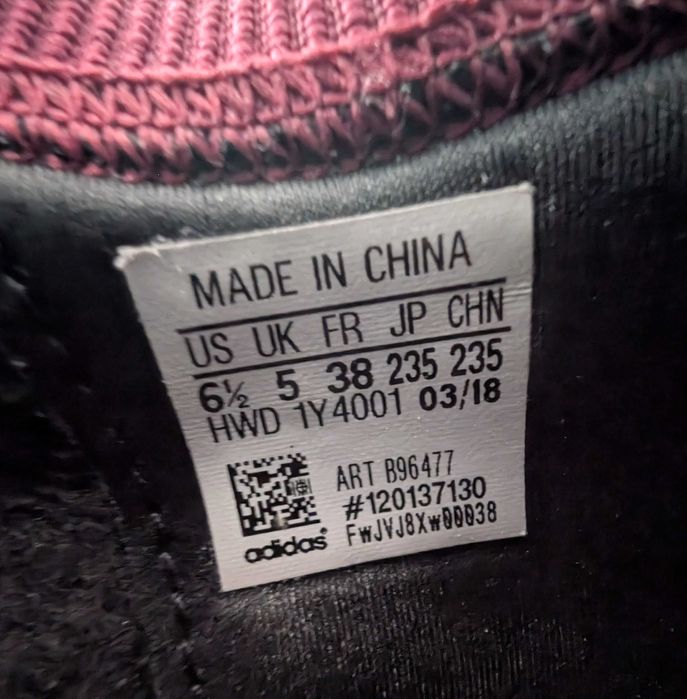 MADE IN CHINA
US UK FR JP CHN
6½ 5 38 235 235
HWD 1Y4001 03/18
ART B96477
#120137130
FwJVJ8Xw00038
adidas®